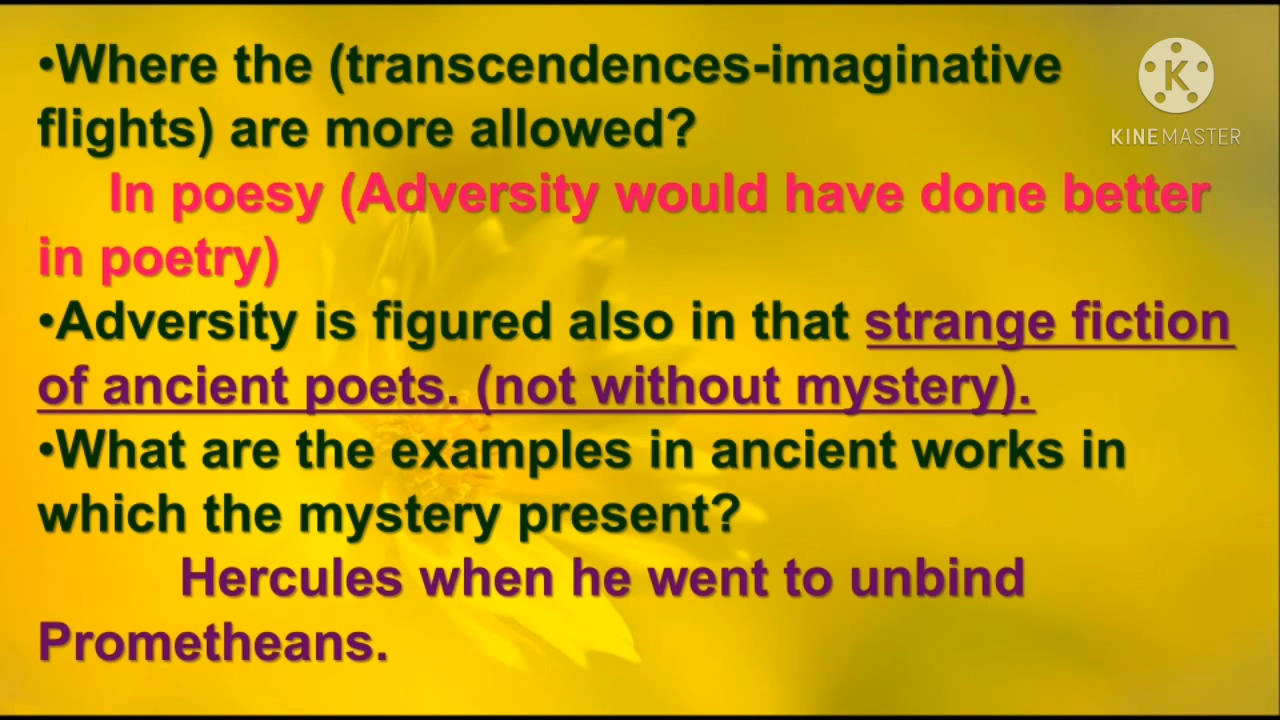 •Where the (transcendences-imaginative
flights) are more allowed?
In poesy (Adversity would have done better
in poetry)
•Adversity is figured also in that strange fiction
of ancient poets. (not without mystery).
•What are the examples in ancient works in
which the mystery present?
Hercules when he went to unbind
Prometheans.
K
KINEMASTER